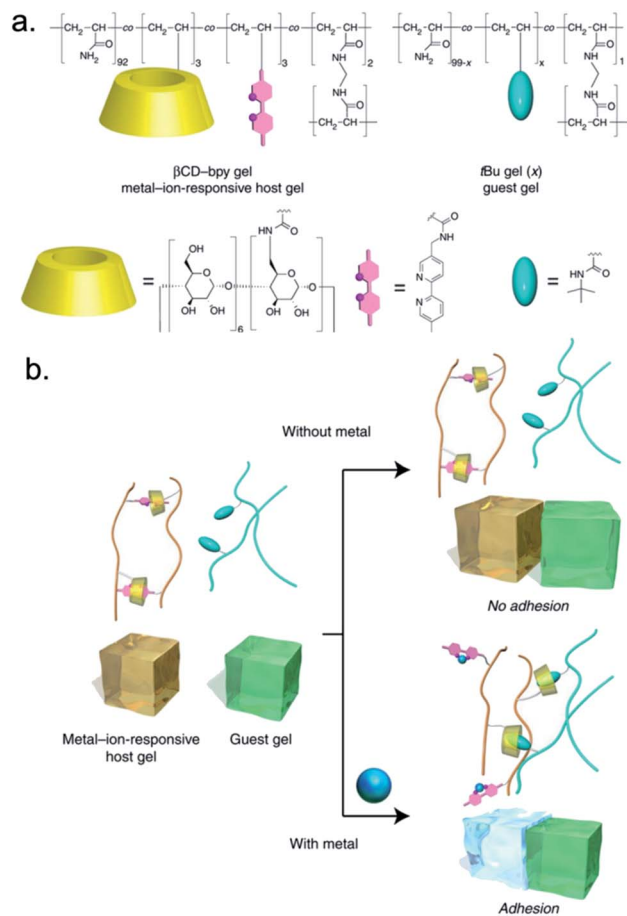 a.
CH2 CH co CH2 CH co CH2 CH co CH2 CH
O NH2 92 3 3 O NH 2
NH O
CH2 CH
CH2 CH co CH2 CH co CH2 CH
O NH2 99-x x O NH 1
NH O
CH2 CH
βCD–bpy gel
metal–ion-responsive host gel
tBu gel (x)
guest gel
= OH O OH OH O 6 HN O O OH OH O
= O NH N N
= O HN
b.
Without metal
No adhesion
Metal–ion-responsive
host gel
Guest gel
With metal
Adhesion